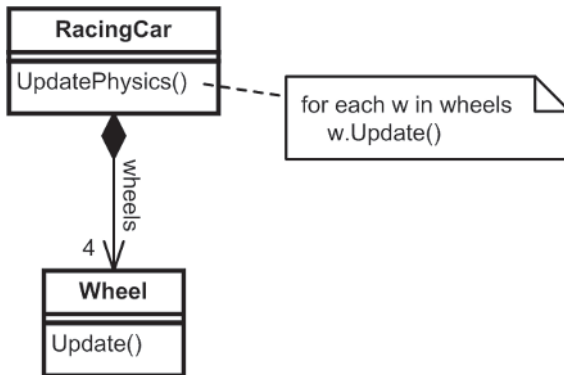 RacingCar
UpdatePhysics()
for each w in wheels
w.Update()
wheels
4
Wheel
Update()